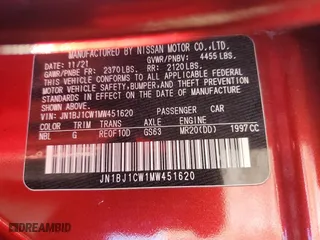 MANUFACTURED BY NISSAN MOTOR CO.,LTD.
DATE: 11/21 GVWR/PNBV: 4455 LBS.
GAWR/PNBE FR: 2370 LBS. RR: 2120 LBS.
THIS VEHICLE CONFORMS TO ALL APPLICABLE
FEDERAL MOTOR VEHICLE SAFETY, BUMPER, AND THEFT
PREVENTION STANDARDS IN EFFECT ON THE DATE OF
MANUFACTURE SHOWN ABOVE.
VIN: JN1BJ1CW1MW451620 PASSENGER CAR
COLOR TRIM TRANS AXLE ENGINE
NBL G RE0F10D GS63 MR20(DD) 1997CC
JN1BJ1CW1MW451620
DREAMBID